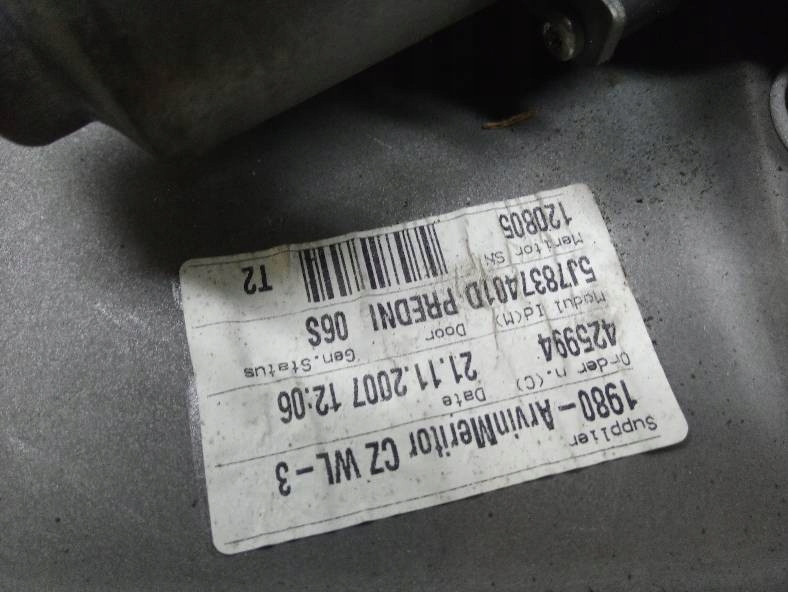 Supplier
1980-ArvinMeritor CZ WL-3
Order n.(C) Date
425994 21.11.2007 12:06
Modul Id(M) Door Gen.Status
5J7837401D PREDNI 06S
Meritor SN
120805 T2